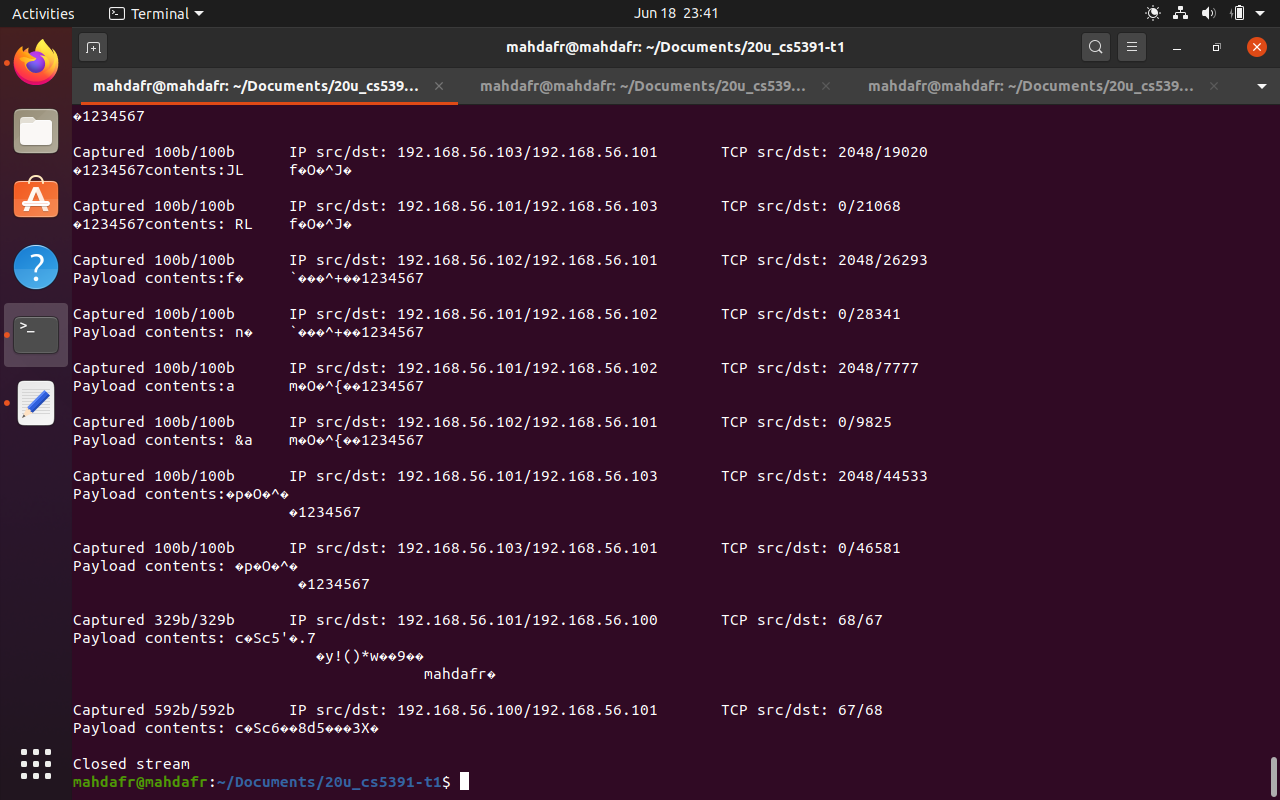 Activities Terminal Jun 18 23:41
mahdafr@mahdafr: ~/Documents/20u_cs5391-t1
mahdafr@mahdafr: ~/Documents/20u_cs539... × mahdafr@mahdafr: ~/Documents/20u_cs539... × mahdafr@mahdafr: ~/Documents/20u_cs539... ×
�1234567
Captured 100b/100b IP src/dst: 192.168.56.103/192.168.56.101 TCP src/dst: 2048/19020
�1234567contents:JL f�O�^J�
Captured 100b/100b IP src/dst: 192.168.56.101/192.168.56.103 TCP src/dst: 0/21068
�1234567contents: RL f�O�^J�
Captured 100b/100b IP src/dst: 192.168.56.102/192.168.56.101 TCP src/dst: 2048/26293
Payload contents:f� `���^+��1234567
Captured 100b/100b IP src/dst: 192.168.56.101/192.168.56.102 TCP src/dst: 0/28341
Payload contents: n� `���^+��1234567
Captured 100b/100b IP src/dst: 192.168.56.101/192.168.56.102 TCP src/dst: 2048/7777
Payload contents:a m�O�^{��1234567
Captured 100b/100b IP src/dst: 192.168.56.102/192.168.56.101 TCP src/dst: 0/9825
Payload contents: &a m�O�^{��1234567
Captured 100b/100b IP src/dst: 192.168.56.101/192.168.56.103 TCP src/dst: 2048/44533
Payload contents:�p�O�^�
�1234567
Captured 100b/100b IP src/dst: 192.168.56.103/192.168.56.101 TCP src/dst: 0/46581
Payload contents: �p�O�^�
�1234567
Captured 329b/329b IP src/dst: 192.168.56.101/192.168.56.100 TCP src/dst: 68/67
Payload contents: c�Sc5'�.7
�y!()*w��9��
mahdafr�
Captured 592b/592b IP src/dst: 192.168.56.100/192.168.56.101 TCP src/dst: 67/68
Payload contents: c�Sc6��8d5���3X�
Closed stream
mahdafr@mahdafr:~/Documents/20u_cs5391-t1$